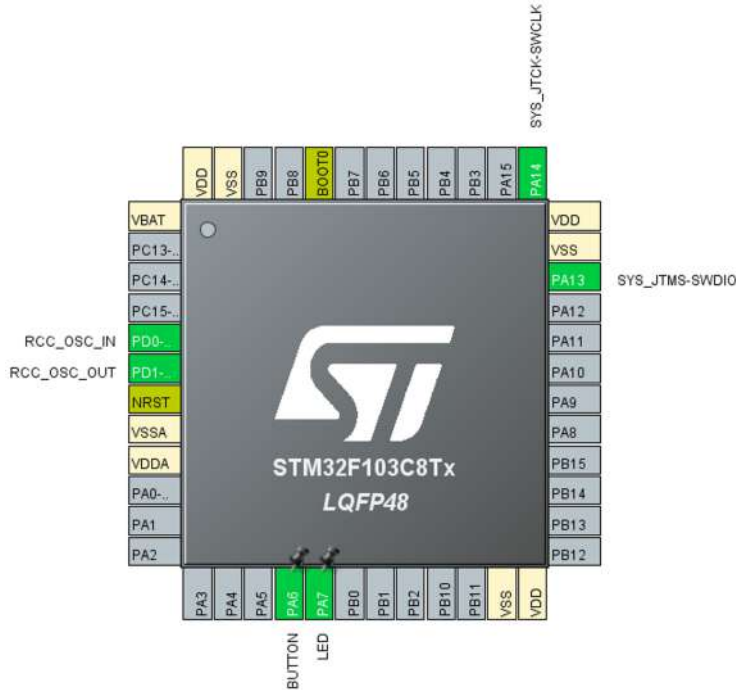 SYS_JTCK-SWCLK
VDD
VSS
PB9
PB8
BOOT0
PB7
PB6
PB5
PB4
PB3
PA15
PA14
VBAT
PC13-..
PC14-..
PC15-..
RCC_OSC_IN PD0-..
RCC_OSC_OUT PD1-..
NRST
VSSA
VDDA
PA0-..
PA1
PA2
VDD
VSS
PA13 SYS_JTMS-SWDIO
PA12
PA11
PA10
PA9
PA8
PB15
PB14
PB13
PB12
ST
STM32F103C8Tx
LQFP48
PA3
PA4
PA5
PA6
PA7
PB0
PB1
PB2
PB10
PB11
VSS
VDD
BUTTON
LED